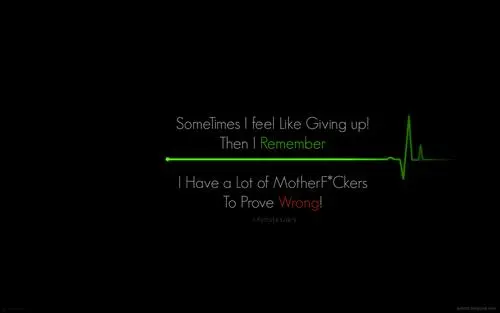 SomeTimes I feel Like Giving up!
Then I Remember
I Have a Lot of MotherF*Ckers
To Prove Wrong!